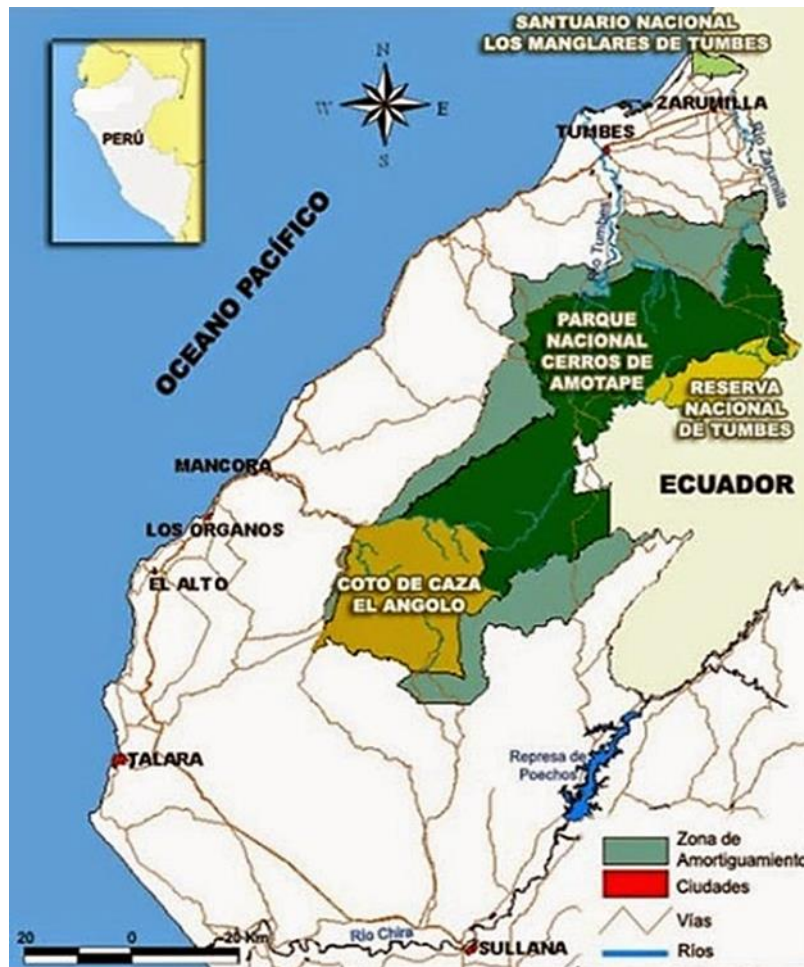 SANTUARIO NACIONAL
LOS MANGLARES DE TUMBES
PERÚ
N
W E
S
ZARUMILLA
TUMBES
Río Zarumilla
Río Tumbes
OCEANO PACÍFICO
PARQUE
NACIONAL
CERROS DE
AMOTAPE
RESERVA
NACIONAL
DE TUMBES
MANCORA
ECUADOR
LOS ORGANOS
EL ALTO
COTO DE CAZA
EL ANGOLO
TALARA
Represa de
Poechos
Zona de
Amortiguamiento
Ciudades
Vías
Ríos
20 0 20 Km
Río Chira
SULLANA